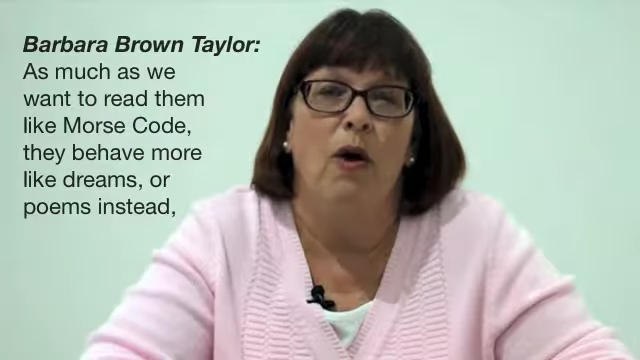 Barbara Brown Taylor:
As much as we
want to read them
like Morse Code,
they behave more
like dreams, or
poems instead,